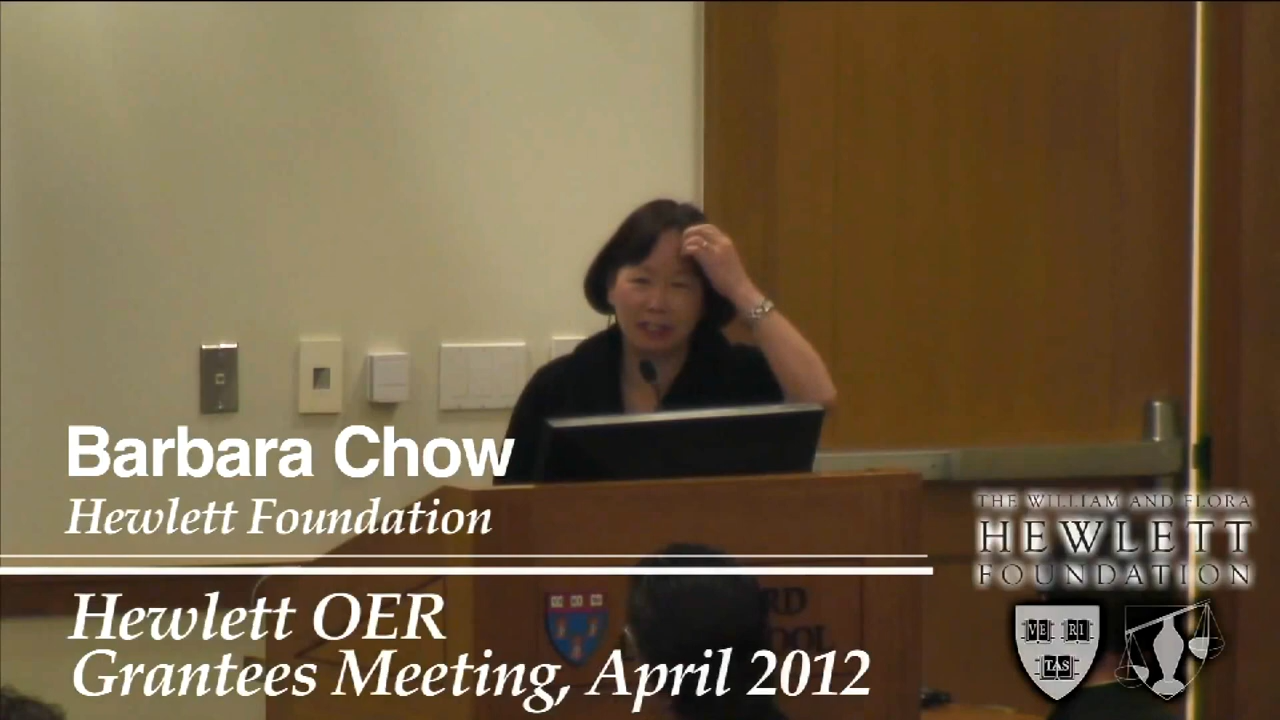 Barbara Chow
Hewlett Foundation
THE WILLIAM AND FLORA
HEWLETT
FOUNDATION
Hewlett OER
Grantees Meeting, April 2012
VE RI
TAS